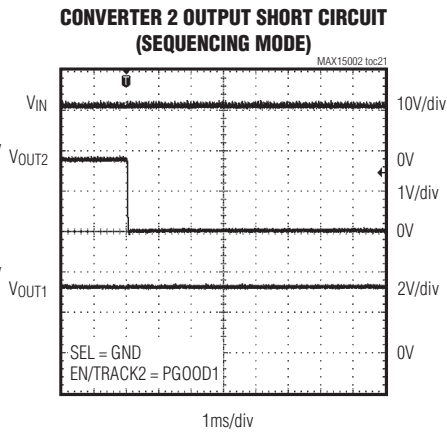 CONVERTER 2 OUTPUT SHORT CIRCUIT
(SEQUENCING MODE)
MAX15002 toc21
T
VIN
10V/div
VOUT2
0V
1V/div
0V
VOUT1
2V/div
SEL = GND
0V
EN/TRACK2 = PGOOD1
1ms/div